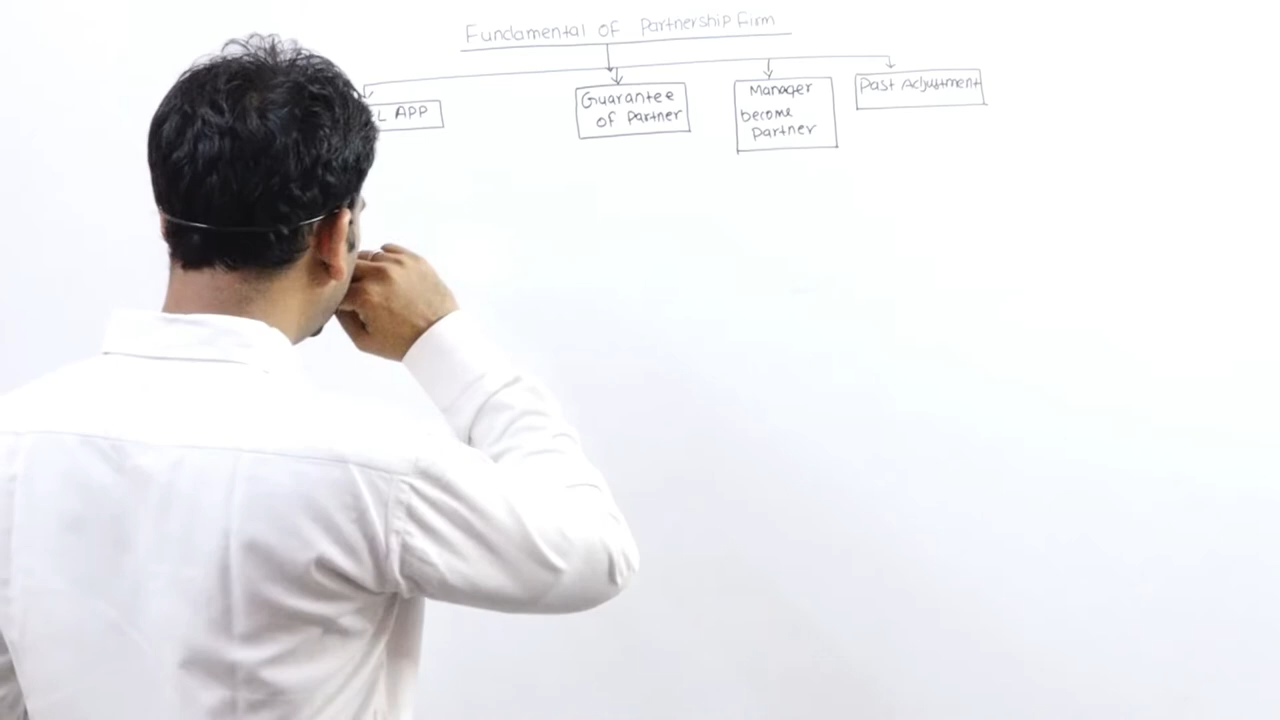 Fundamental of Partnership Firm
L APP
Guarantee
of Partner
Manager
become
Partner
Past Adjustment